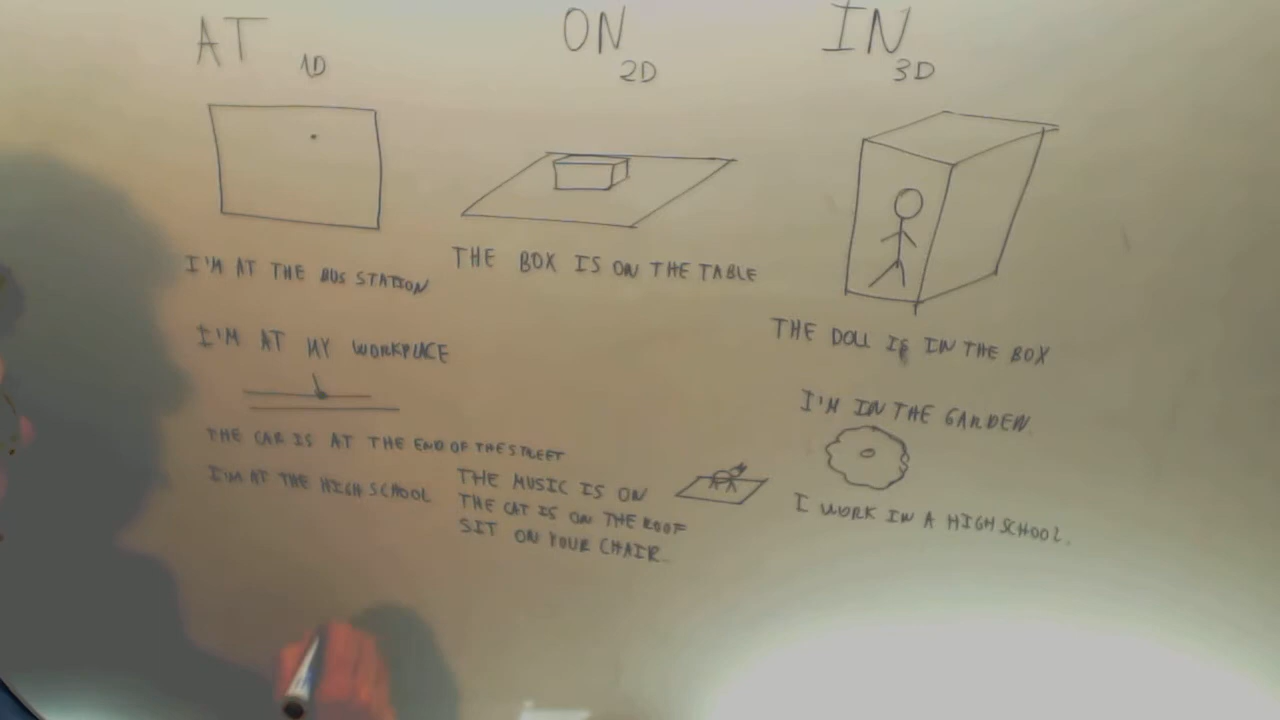 AT
1D
ON
2D
IN
3D
I'M AT THE BUS STATION
THE BOX IS ON THE TABLE
THE DOLL IS IN THE BOX
I'M AT MY WORKPLACE
I'M IN THE GARDEN
THE CAR IS AT THE END OF THE STREET
I'M AT THE HIGH SCHOOL
THE MUSIC IS ON
THE CAT IS ON THE ROOF
SIT ON YOUR CHAIR.
I WORK IN A HIGH SCHOOL.